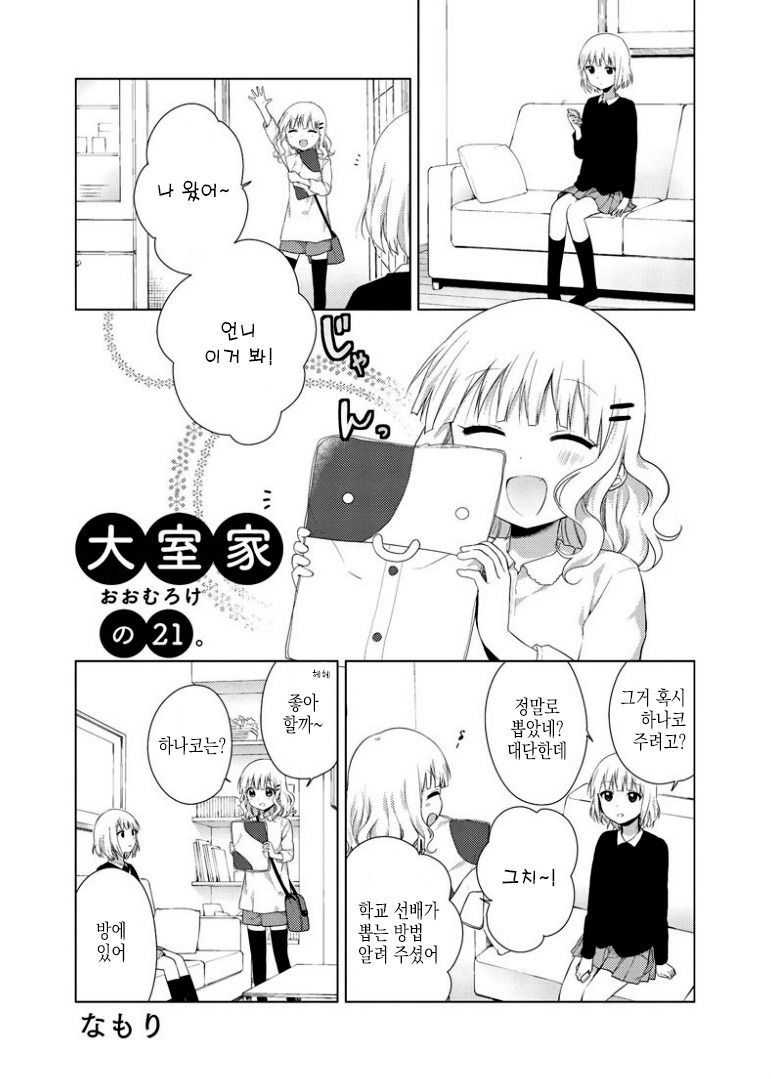 나 왔어~
언니
이거 봐!
じゃ
んっ
大室家
おおむろけ
の21。
그거 혹시
하나코
주려고?
정말로
뽑았네?
대단한데
그치~!
학교 선배가
뽑는 방법
알려 주셨어
헤헤
좋아
할까~
하나코는?
방에
있어
なもり